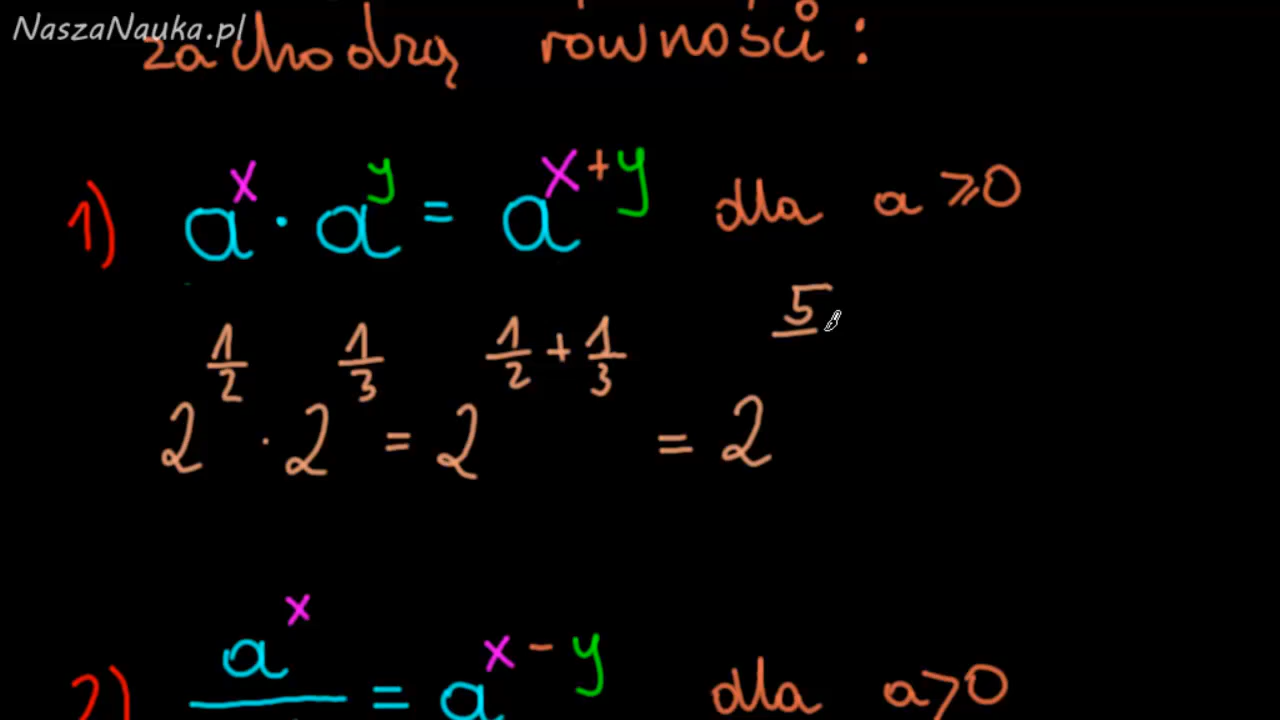 NaszaNauka.pl
zachodzą równości:
1) a^x · a^y = a^(x+y) dla a ⩾ 0
2^(1/2) · 2^(1/3) = 2^(1/2 + 1/3) = 2^(5/
2) a^x/ = a^(x-y) dla a > 0